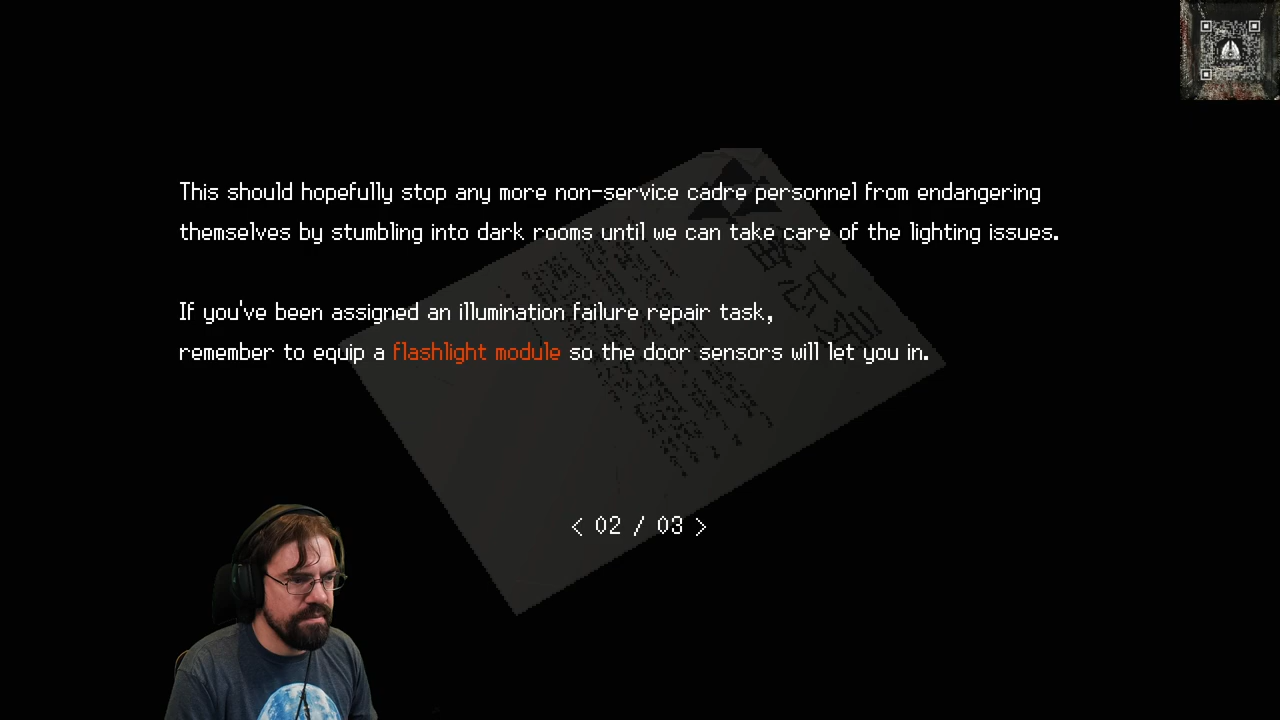 This should hopefully stop any more non-service cadre personnel from endangering
themselves by stumbling into dark rooms until we can take care of the lighting issues.
If you've been assigned an illumination failure repair task,
remember to equip a flashlight module so the door sensors will let you in.
< 02 / 03 >